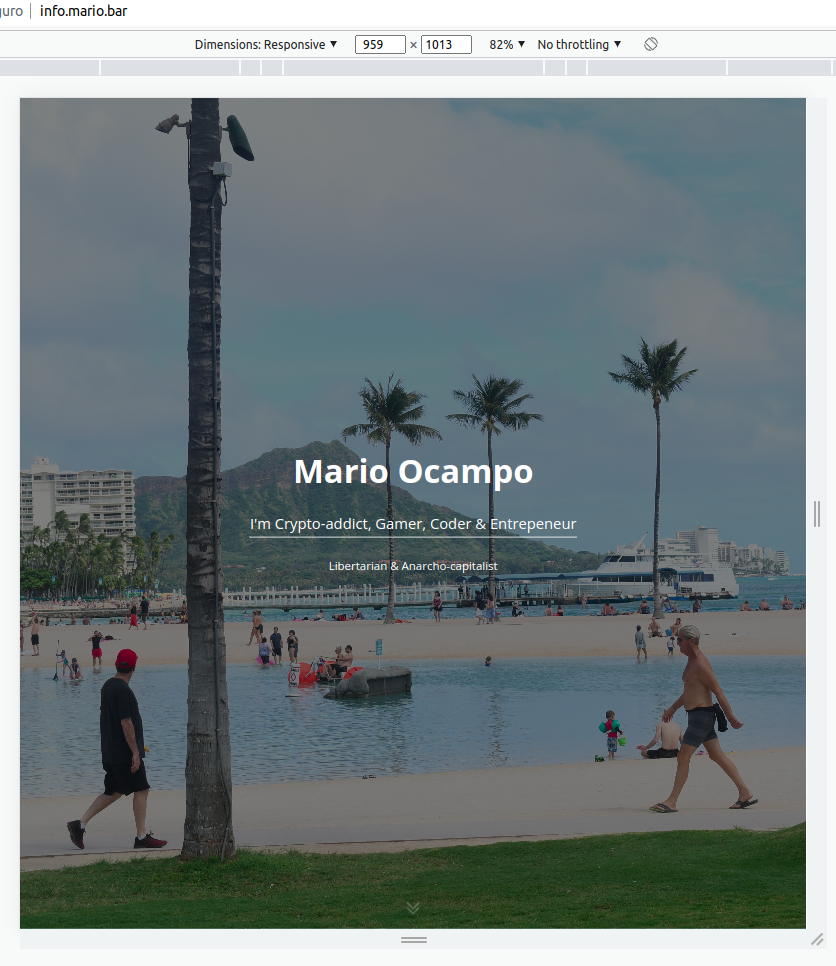 guro | info.mario.bar
Dimensions: Responsive ▼ 959 × 1013 82% ▼ No throttling ▼
Mario Ocampo
I'm Crypto-addict, Gamer, Coder & Entrepeneur
Libertarian & Anarcho-capitalist